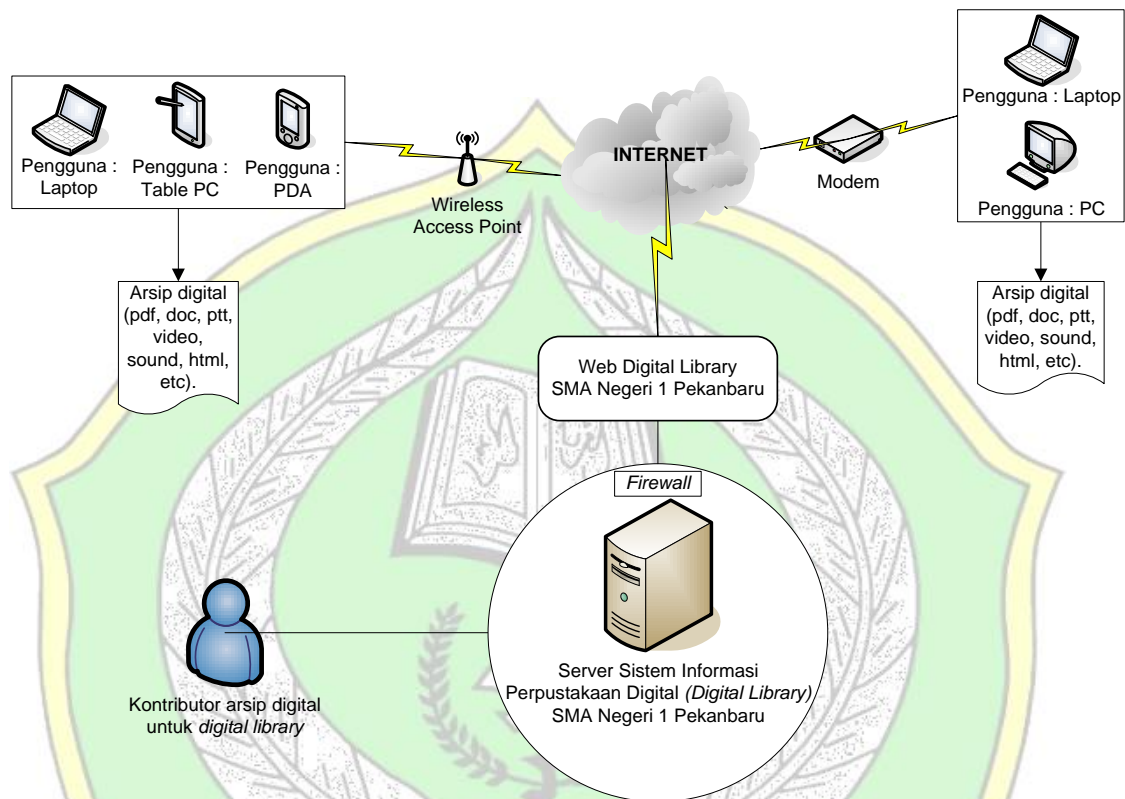 Pengguna :
Laptop
Pengguna :
Table PC
Pengguna :
PDA
Wireless
Access Point
INTERNET
Modem
Pengguna : Laptop
Pengguna : PC
Arsip digital
(pdf, doc, ptt,
video,
sound, html,
etc).
Arsip digital
(pdf, doc, ptt,
video, sound,
html, etc).
Web Digital Library
SMA Negeri 1 Pekanbaru
Firewall
Server Sistem Informasi
Perpustakaan Digital (Digital Library)
SMA Negeri 1 Pekanbaru
Kontributor arsip digital
untuk digital library